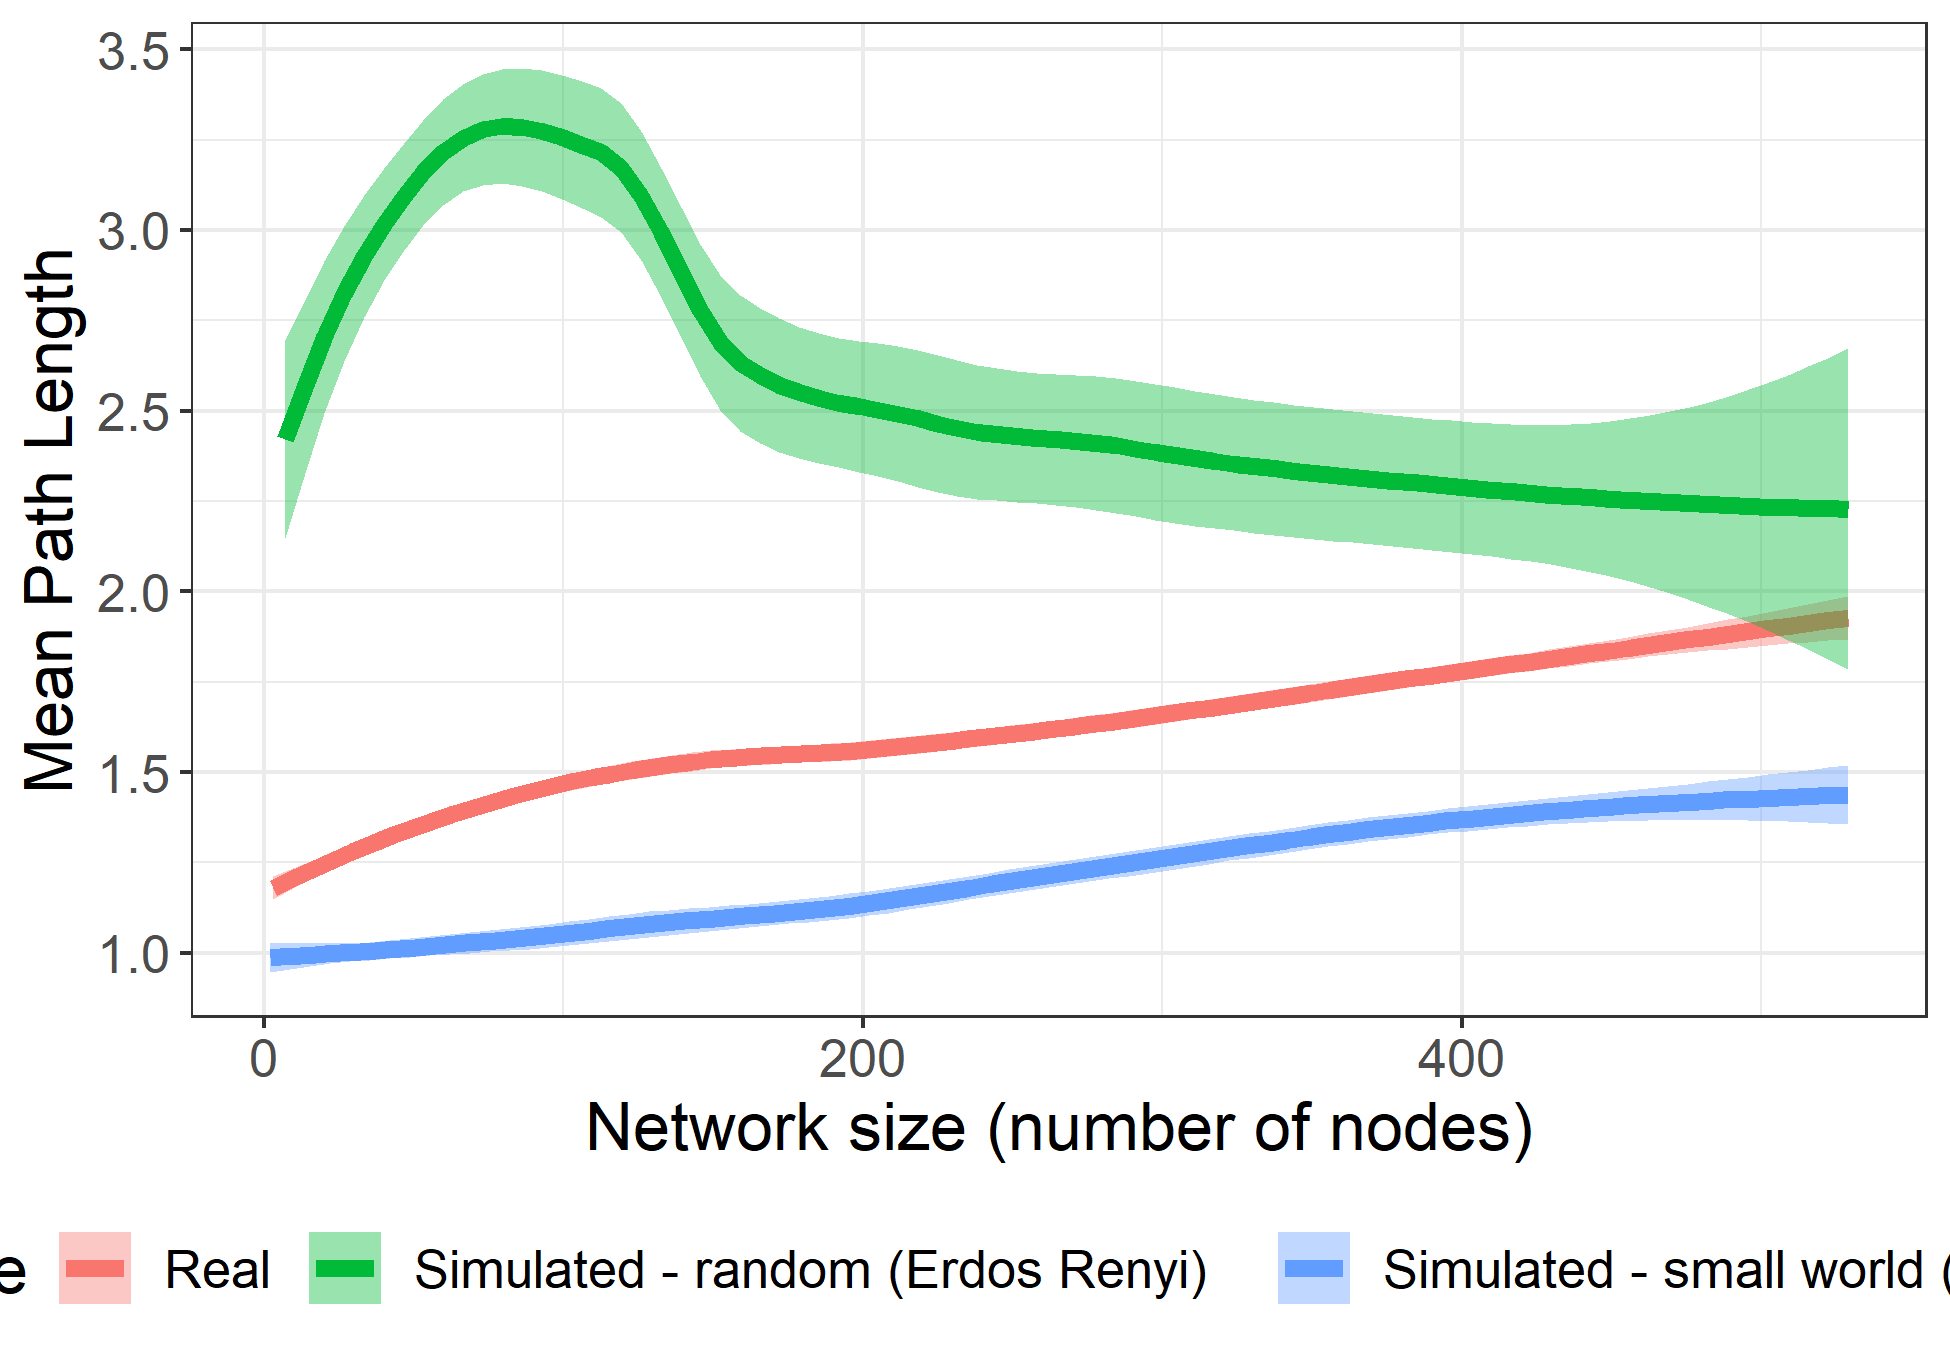 3.5
3.0
2.5
2.0
1.5
1.0
Mean Path Length
0 200 400
Network size (number of nodes)
e Real Simulated - random (Erdos Renyi) Simulated - small world (